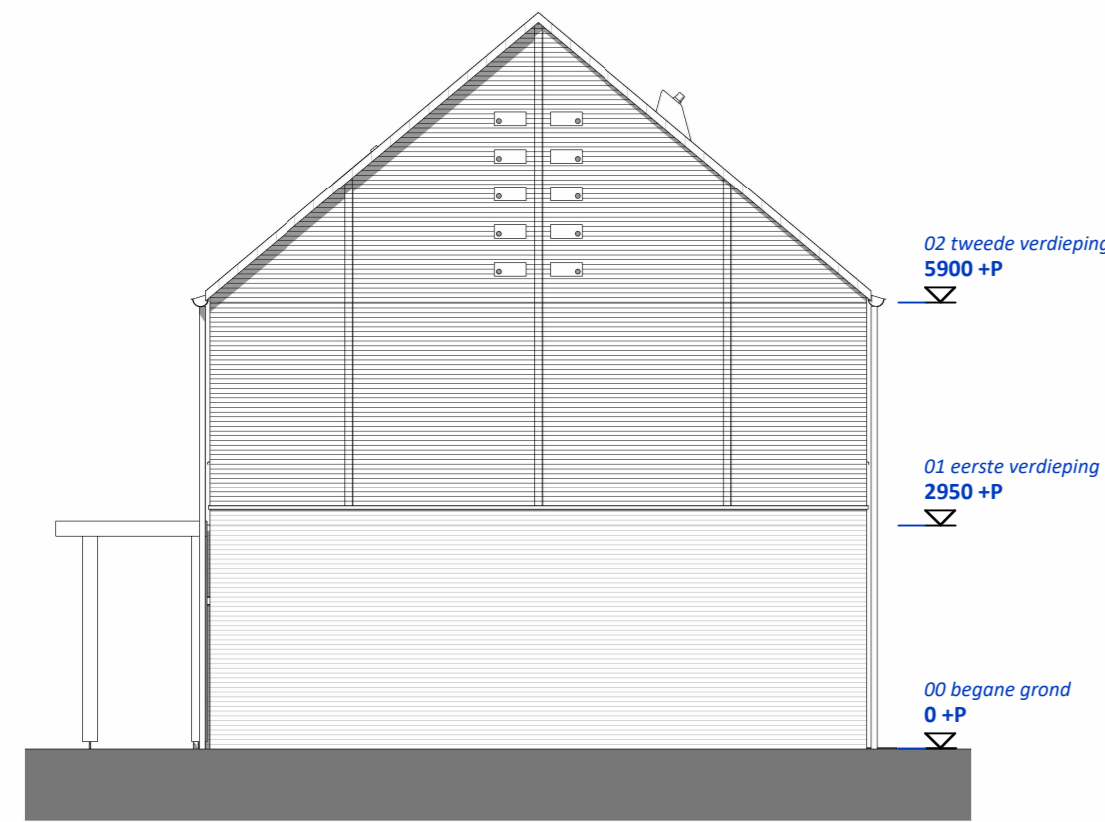 02 tweede verdieping
5900 +P
01 eerste verdieping
2950 +P
00 begane grond
0 +P